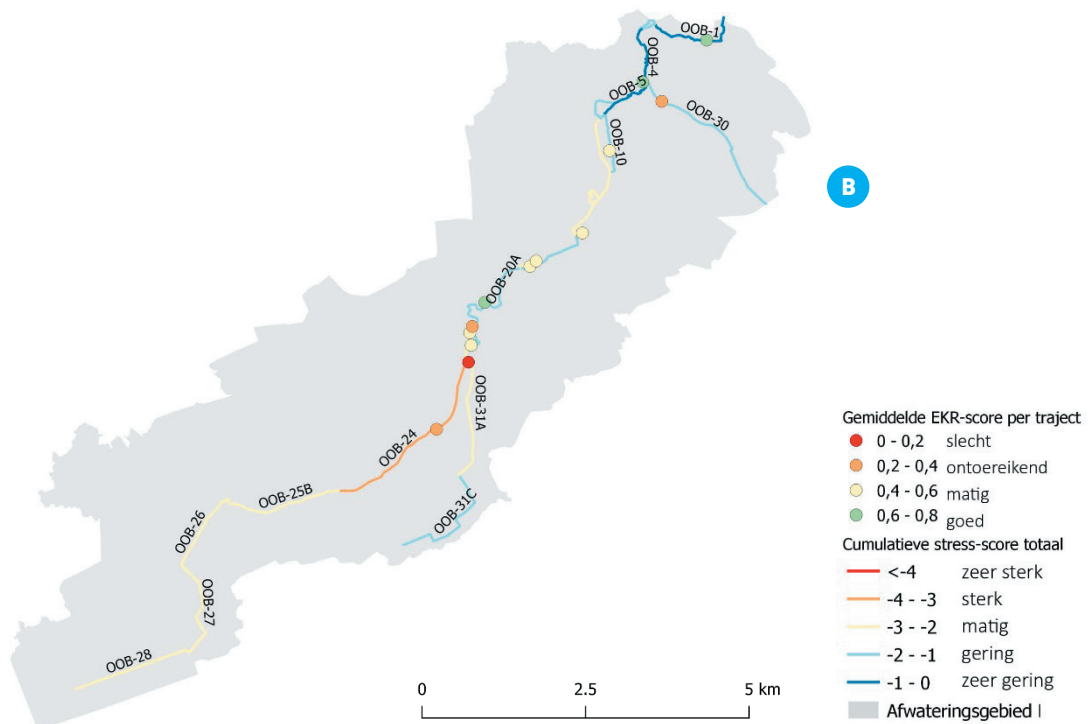 OOB-1
OOB-4
OOB-5
OOB-30
OOB-10
B
OOB-20A
OOB-31A
OOB-24
OOB-25B
OOB-31C
OOB-26
OOB-27
OOB-28
Gemiddelde EKR-score per traject
0 - 0,2 slecht
0,2 - 0,4 ontoereikend
0,4 - 0,6 matig
0,6 - 0,8 goed
Cumulatieve stress-score totaal
<-4 zeer sterk
-4 - -3 sterk
-3 - -2 matig
-2 - -1 gering
-1 - 0 zeer gering
Afwateringsgebied l
0 2.5 5 km